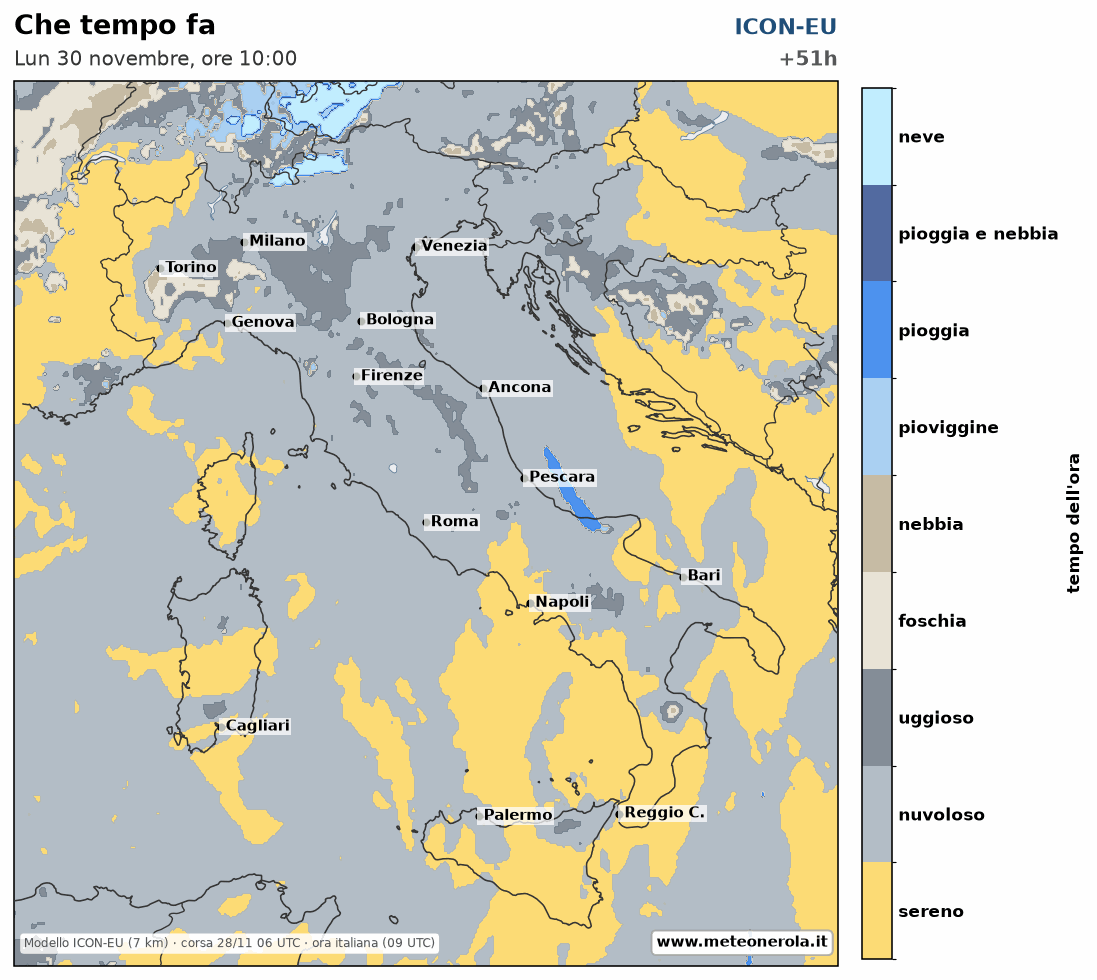 Che tempo fa
ICON-EU
Lun 30 novembre, ore 10:00
+51h
neve
pioggia e nebbia
pioggia
pioviggine
nebbia
foschia
uggioso
nuvoloso
sereno
tempo dell'ora
Milano
Venezia
Torino
Genova
Bologna
Firenze
Ancona
Pescara
Roma
Bari
Napoli
Cagliari
Palermo
Reggio C.
Modello ICON-EU (7 km) · corsa 28/11 06 UTC · ora italiana (09 UTC)
www.meteonerola.it